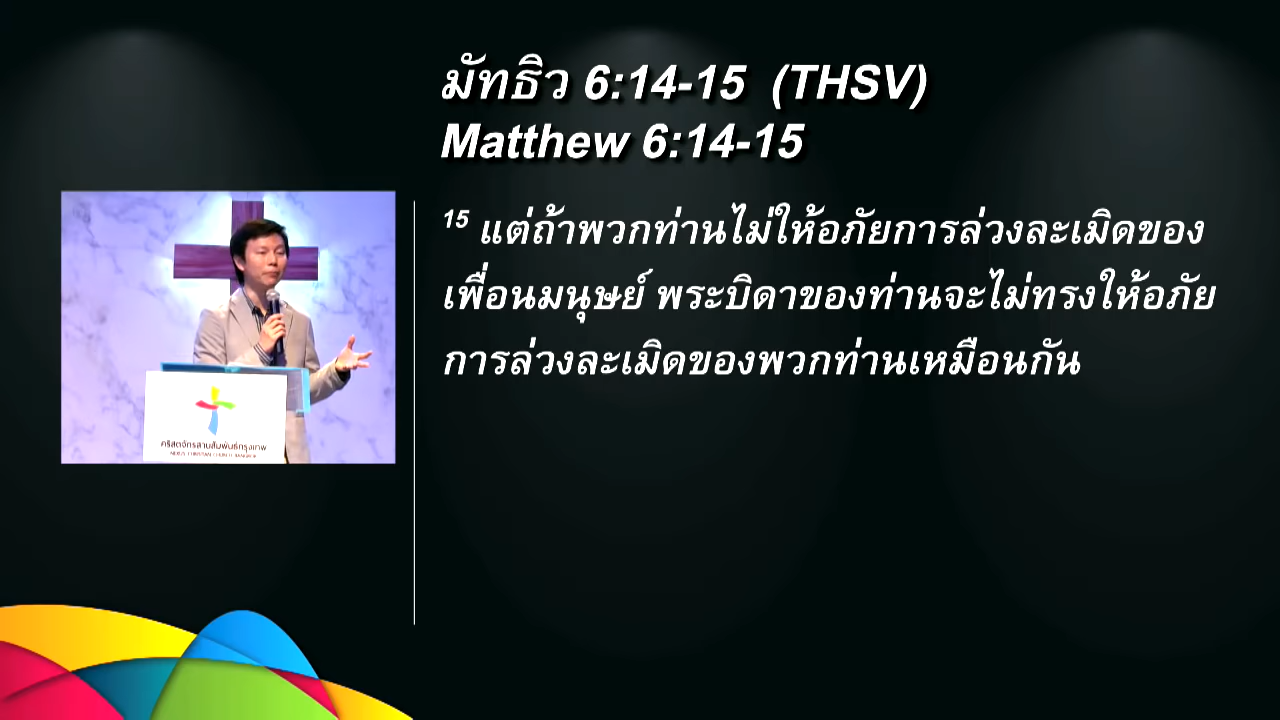 มัทธิว 6:14-15 (THSV)
Matthew 6:14-15
15 แต่ถ้าพวกท่านไม่ให้อภัยการล่วงละเมิดของ
เพื่อนมนุษย์ พระบิดาของท่านจะไม่ทรงให้อภัย
การล่วงละเมิดของพวกท่านเหมือนกัน
คริสตจักรสานสัมพันธ์กรุงเทพ